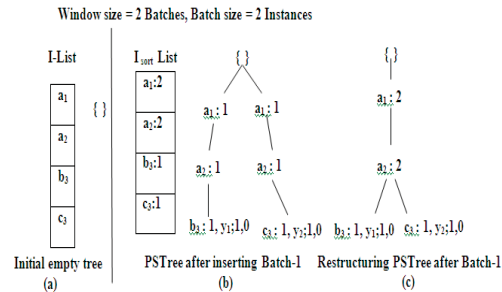 Window size = 2 Batches, Batch size = 2 Instances
I-List
a1
a2
b3
c3
{ }
Initial empty tree
(a)
I sort List
a1:2
a2:2
b3:1
c3:1
{ }
a1: 1 a1: 1
a2: 1 a2: 1
b3: 1, y1;1,0 c3: 1, y2;1,0
PSTree after inserting Batch-1
(b)
{ }
a1: 2
a2: 2
b3: 1, y1;1,0 c3: 1, y2;1,0
Restructuring PSTree after Batch-1
(c)